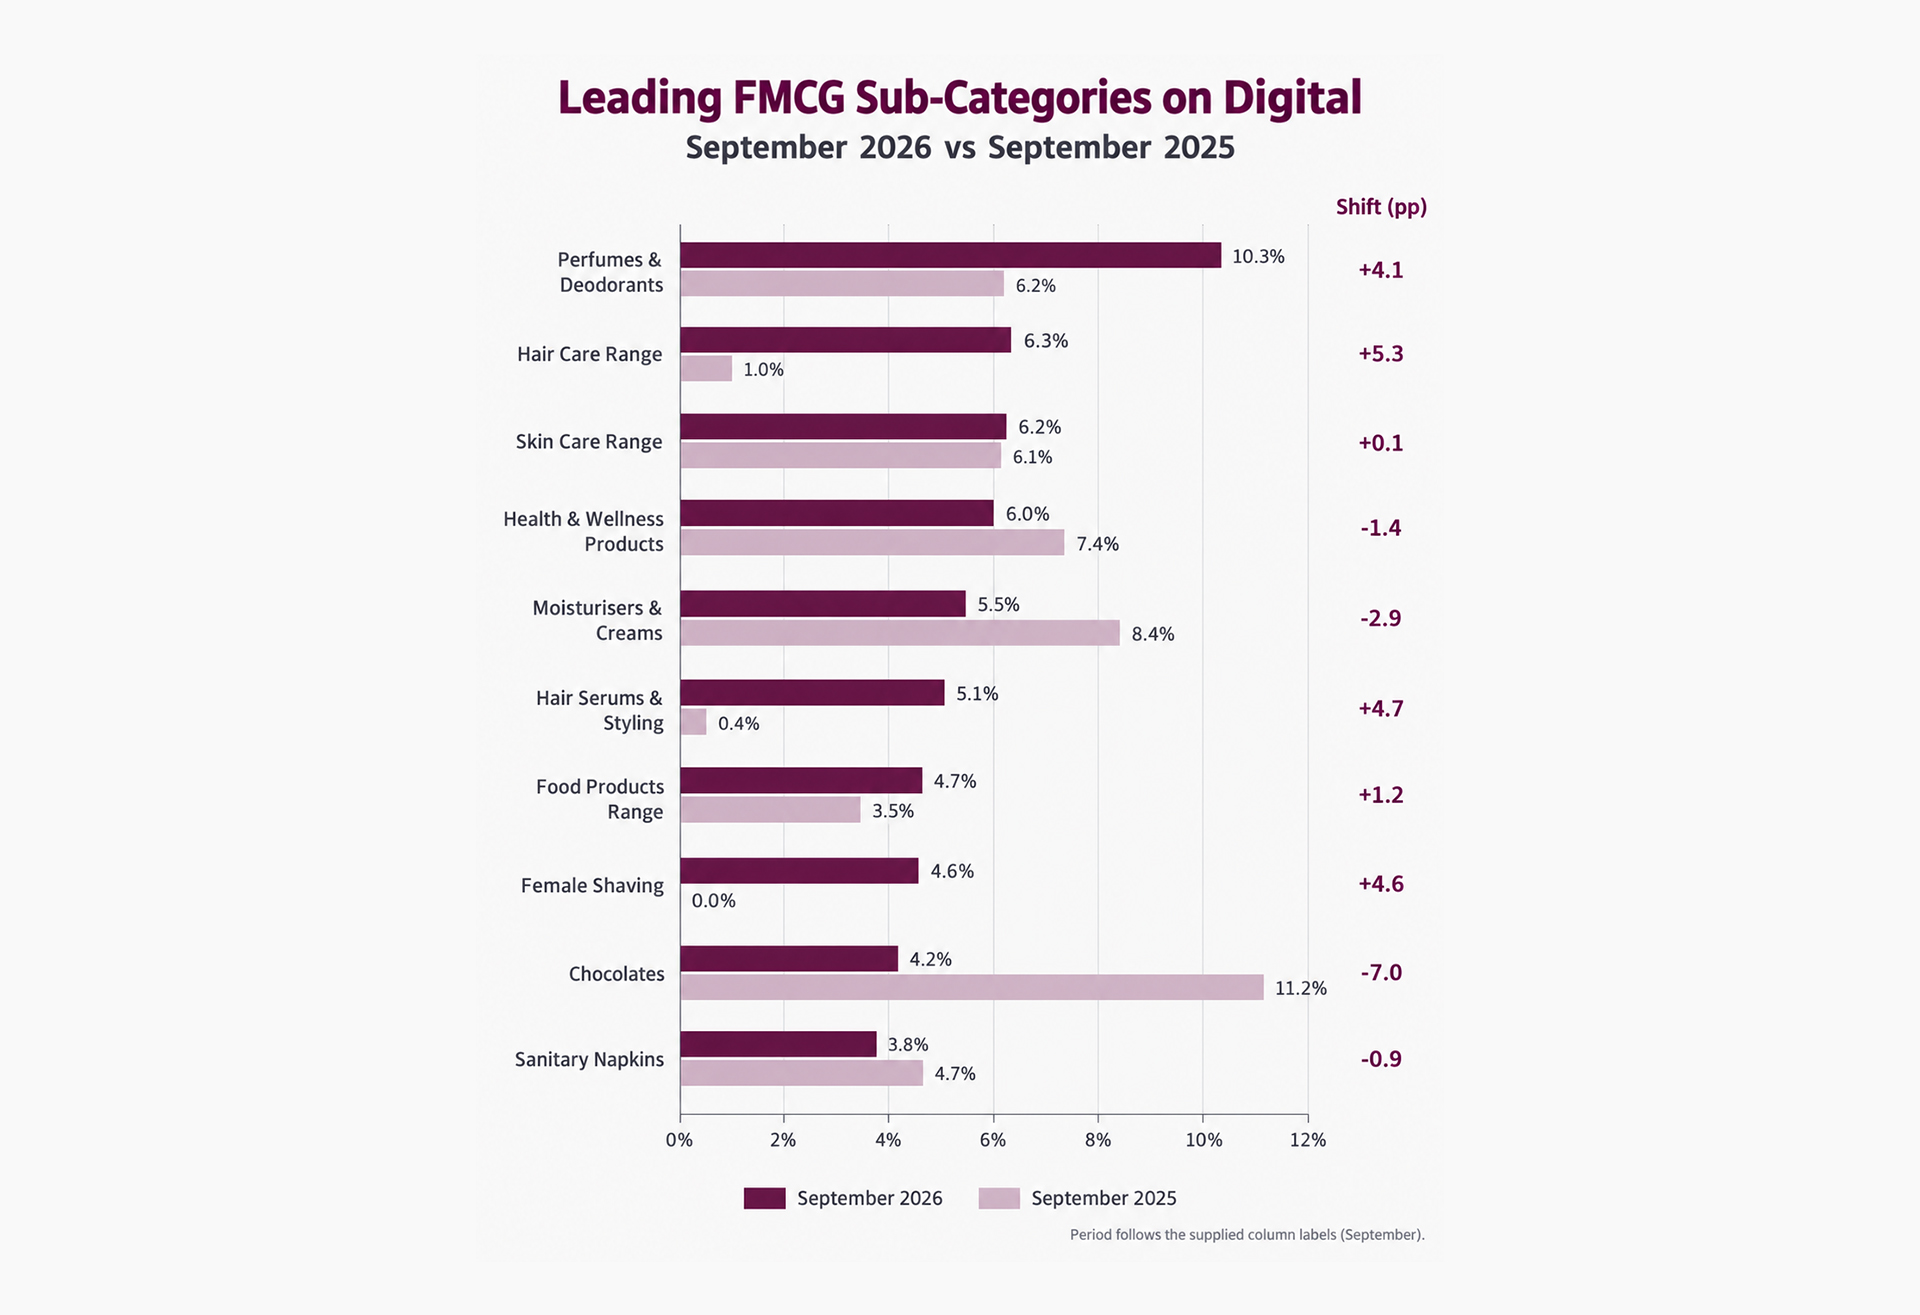 Leading FMCG Sub-Categories on Digital
September 2026 vs September 2025
Shift (pp)
Perfumes &
Deodorants
10.3%
6.2%
+4.1
Hair Care Range
6.3%
1.0%
+5.3
Skin Care Range
6.2%
6.1%
+0.1
Health & Wellness
Products
6.0%
7.4%
-1.4
Moisturisers &
Creams
5.5%
8.4%
-2.9
Hair Serums &
Styling
5.1%
0.4%
+4.7
Food Products
Range
4.7%
3.5%
+1.2
Female Shaving
4.6%
0.0%
+4.6
Chocolates
4.2%
11.2%
-7.0
Sanitary Napkins
3.8%
4.7%
-0.9
0% 2% 4% 6% 8% 10% 12%
September 2026 September 2025
Period follows the supplied column labels (September).